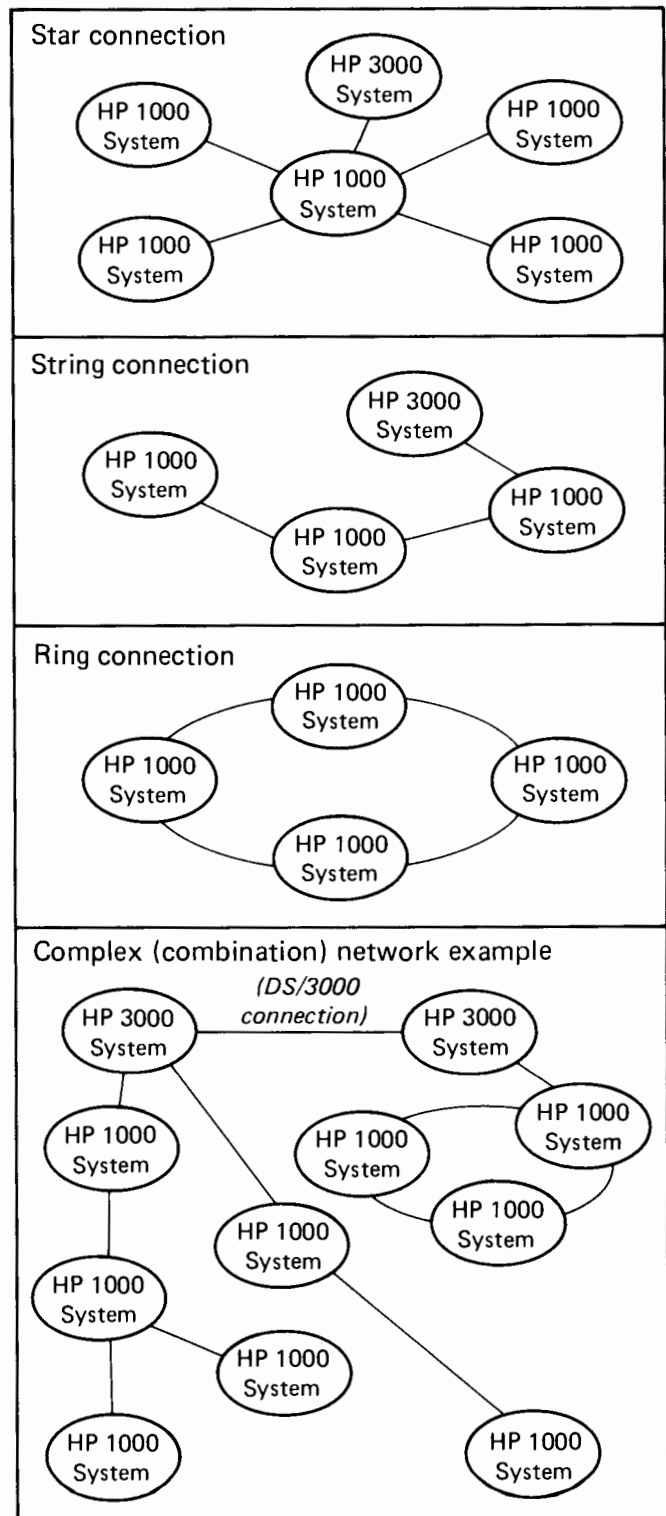 Star connection
HP 3000
System
HP 1000
System
HP 1000
System
HP 1000
System
HP 1000
System
HP 1000
System
String connection
HP 3000
System
HP 1000
System
HP 1000
System
HP 1000
System
Ring connection
HP 1000
System
HP 1000
System
HP 1000
System
HP 1000
System
Complex (combination) network example
(DS/3000
connection)
HP 3000
System
HP 3000
System
HP 1000
System
HP 1000
System
HP 1000
System
HP 1000
System
HP 1000
System
HP 1000
System
HP 1000
System
HP 1000
System
HP 1000
System